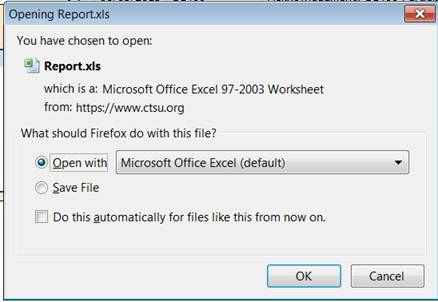 Opening Report.xls
You have chosen to open:
Report.xls
which is a: Microsoft Office Excel 97-2003 Worksheet
from: https://www.ctsu.org
What should Firefox do with this file?
Open with Microsoft Office Excel (default)
Save File
Do this automatically for files like this from now on.
OK Cancel